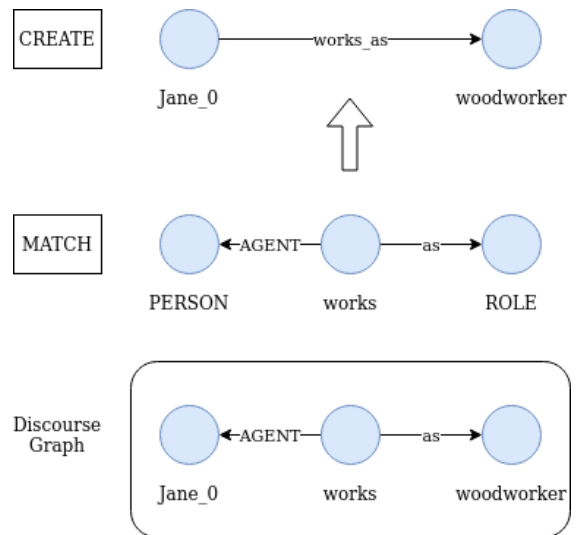 CREATE
works_as
Jane_0
woodworker
MATCH
AGENT
as
PERSON
works
ROLE
Discourse
Graph
AGENT
as
Jane_0
works
woodworker